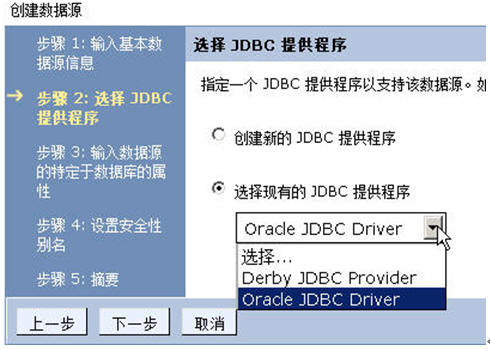 创建数据源
步骤 1: 输入基本数
据源信息
步骤 2: 选择 JDBC
提供程序
步骤 3: 输入数据源
的特定于数据库的属
性
步骤 4: 设置安全性
别名
步骤 5: 摘要
选择 JDBC 提供程序
指定一个 JDBC 提供程序以支持该数据源。如
创建新的 JDBC 提供程序
选择现有的 JDBC 提供程序
Oracle JDBC Driver
选择...
Derby JDBC Provider
Oracle JDBC Driver
上一步 下一步 取消